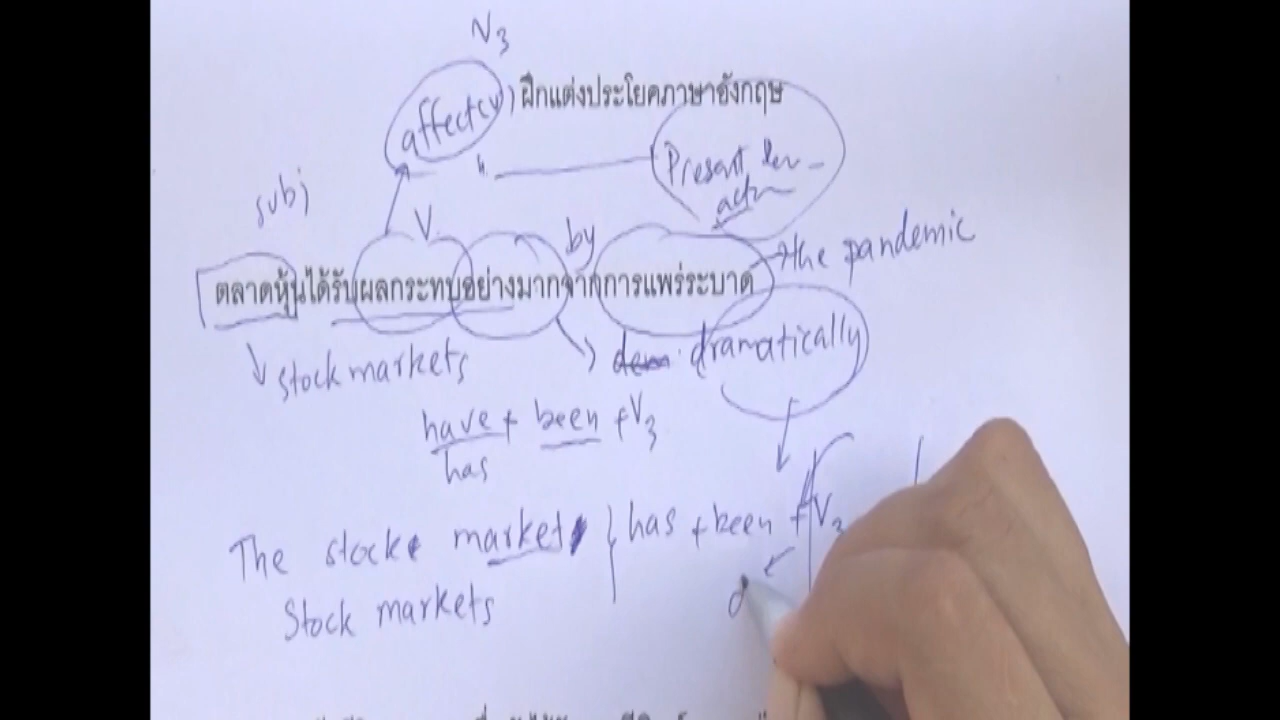 V3
affected) ฝึกแต่งประโยคภาษาอังกฤษ
Present
subj V by the pandemic
ตลาดหุ้นได้รับผลกระทบอย่างมากจากการแพร่ระบาด
stock markets dramatically
have + been + V3
has
The stock market has + been + V3
Stock markets
d